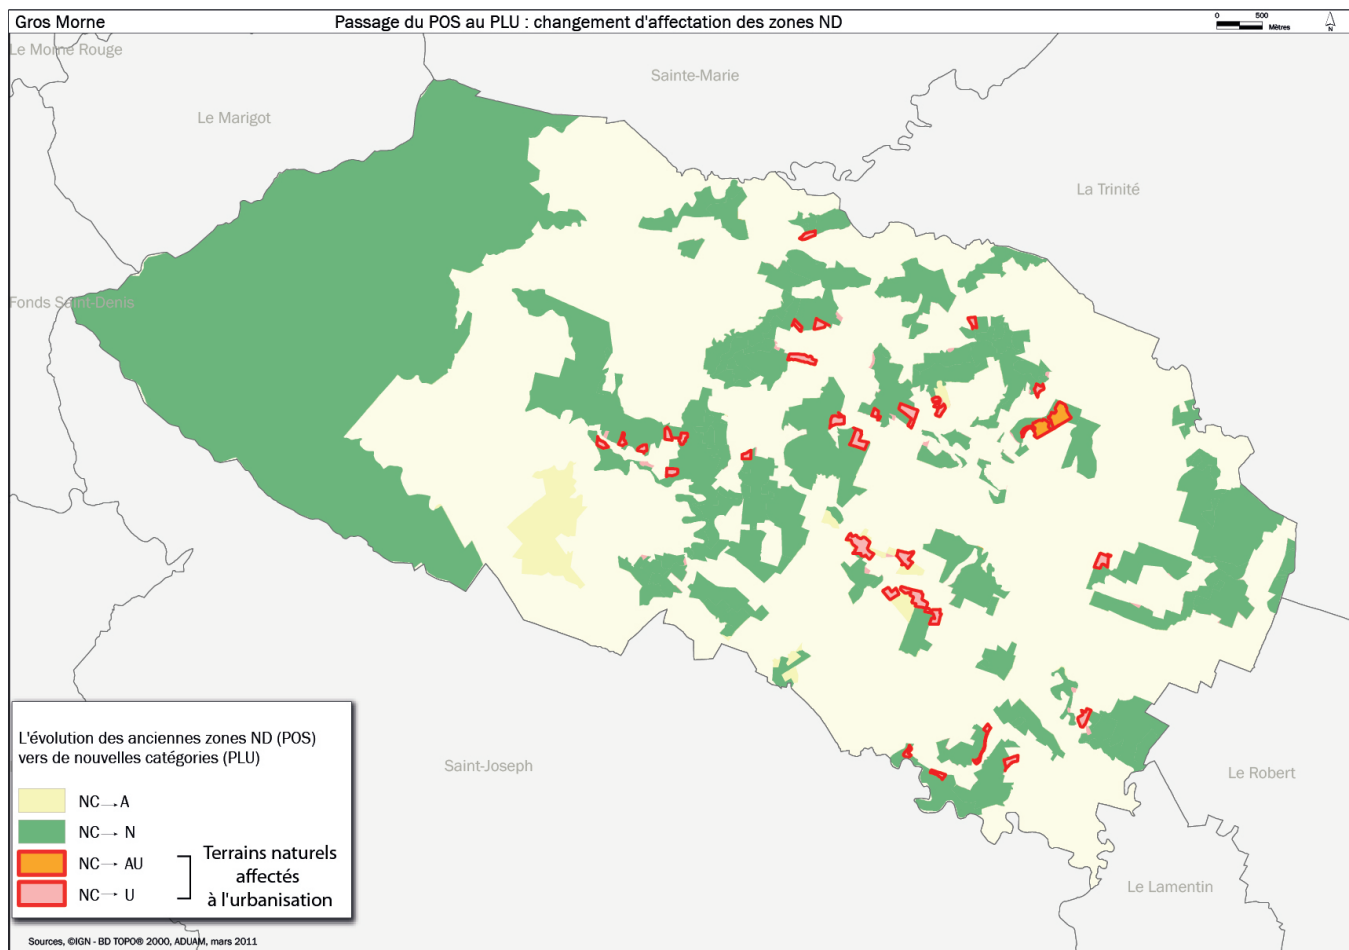 Gros Morne
Passage du POS au PLU : changement d'affectation des zones ND
0 500
Mètres
N
Le Morne Rouge
Sainte-Marie
Le Marigot
La Trinité
Fonds Saint-Denis
L'évolution des anciennes zones ND (POS)
vers de nouvelles catégories (PLU)
NC→A
NC→ N
NC→ AU
NC→ U
Terrains naturels
affectés
à l'urbanisation
Saint-Joseph
Le Robert
Le Lamentin
Sources, ©IGN - BD TOPO® 2000, ADUAM, mars 2011